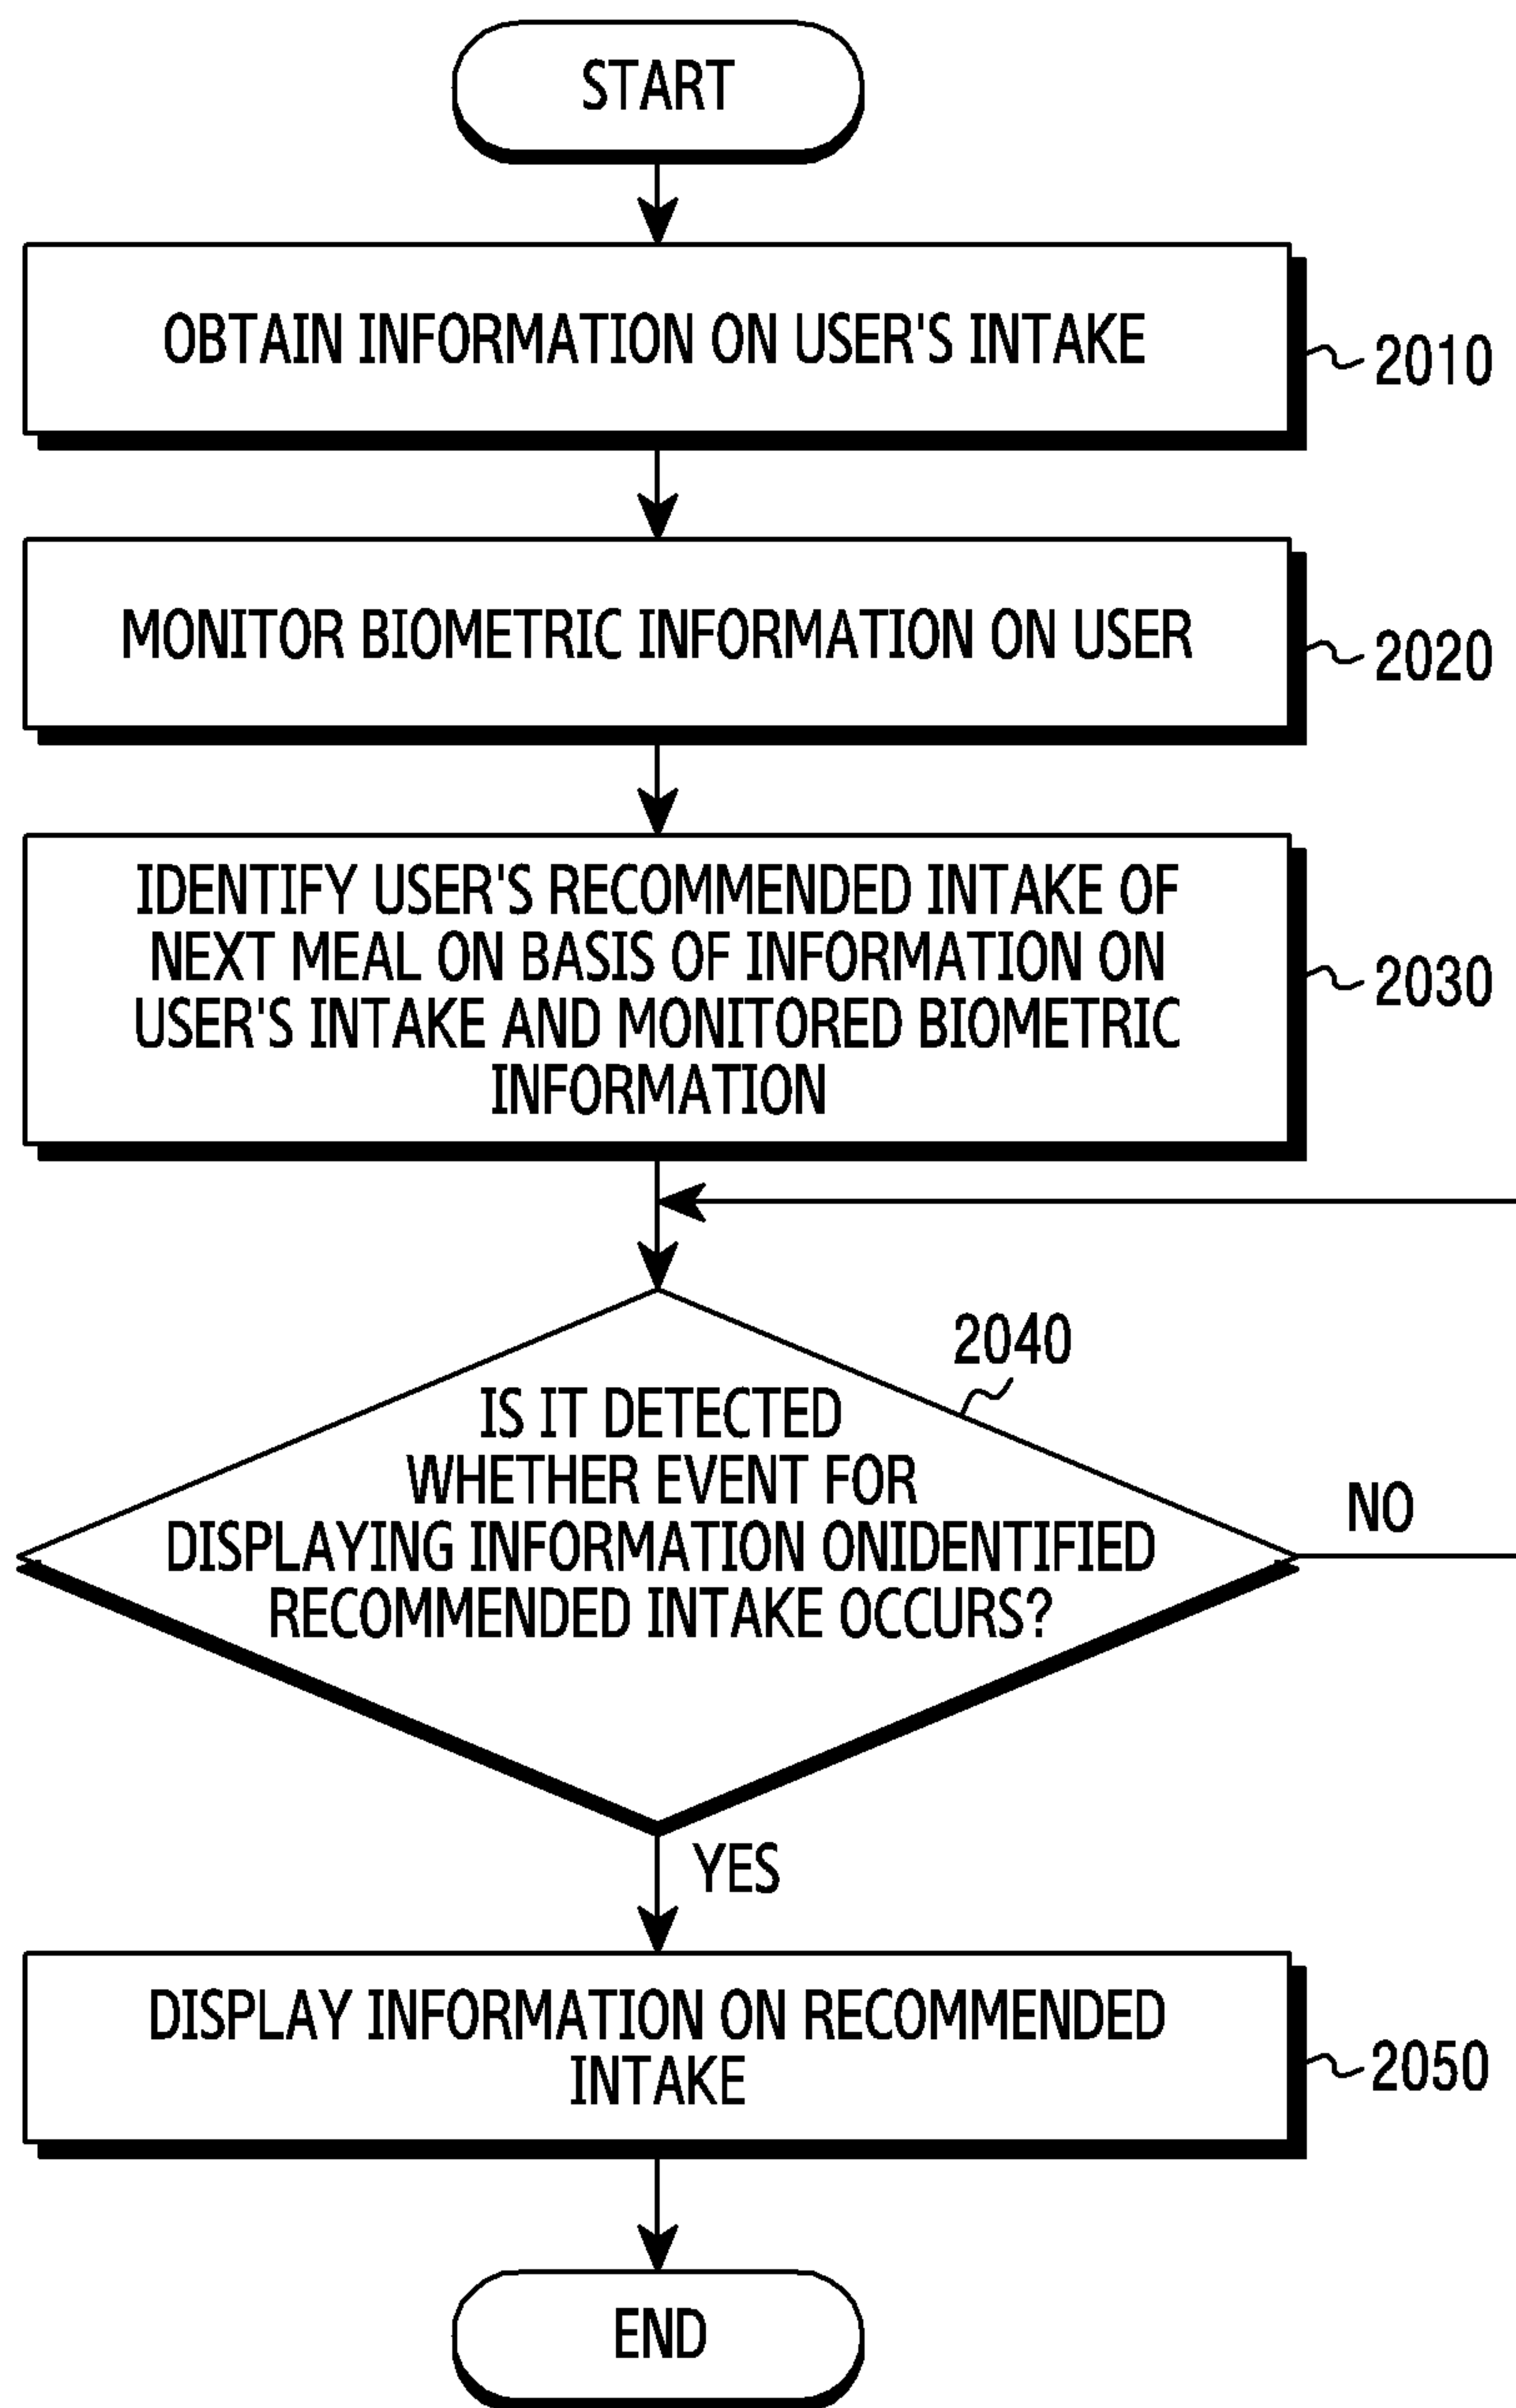 START
OBTAIN INFORMATION ON USER'S INTAKE
2010
MONITOR BIOMETRIC INFORMATION ON USER
2020
IDENTIFY USER'S RECOMMENDED INTAKE OF
NEXT MEAL ON BASIS OF INFORMATION ON
USER'S INTAKE AND MONITORED BIOMETRIC
INFORMATION
2030
2040
IS IT DETECTED
WHETHER EVENT FOR
DISPLAYING INFORMATION ONIDENTIFIED
RECOMMENDED INTAKE OCCURS?
NO
YES
DISPLAY INFORMATION ON RECOMMENDED
INTAKE
2050
END